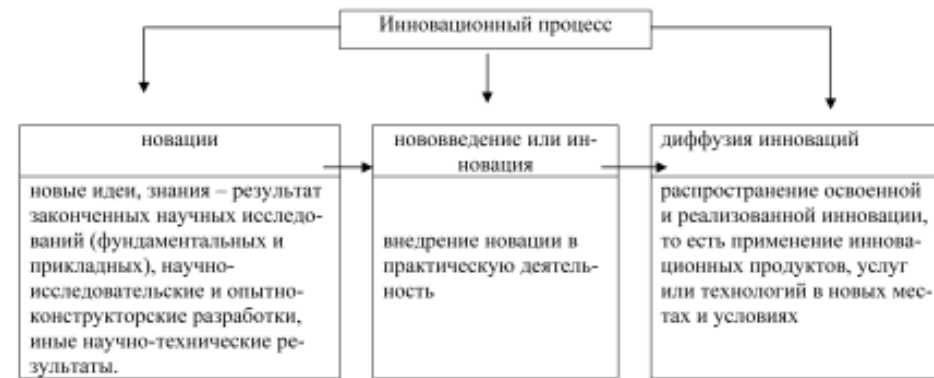 Инновационный процесс
новации
новые идеи, знания – результат
законченных научных исследо-
ваний (фундаментальных и
прикладных), научно-
исследовательские и опытно-
конструкторские разработки,
иные научно-технические ре-
зультаты.
нововведение или ин-
новация
внедрение новации в
практическую деятель-
ность
диффузия инноваций
распространение освоенной
и реализованной инновации,
то есть применение иннова-
ционных продуктов, услуг
или технологий в новых мес-
тах и условиях